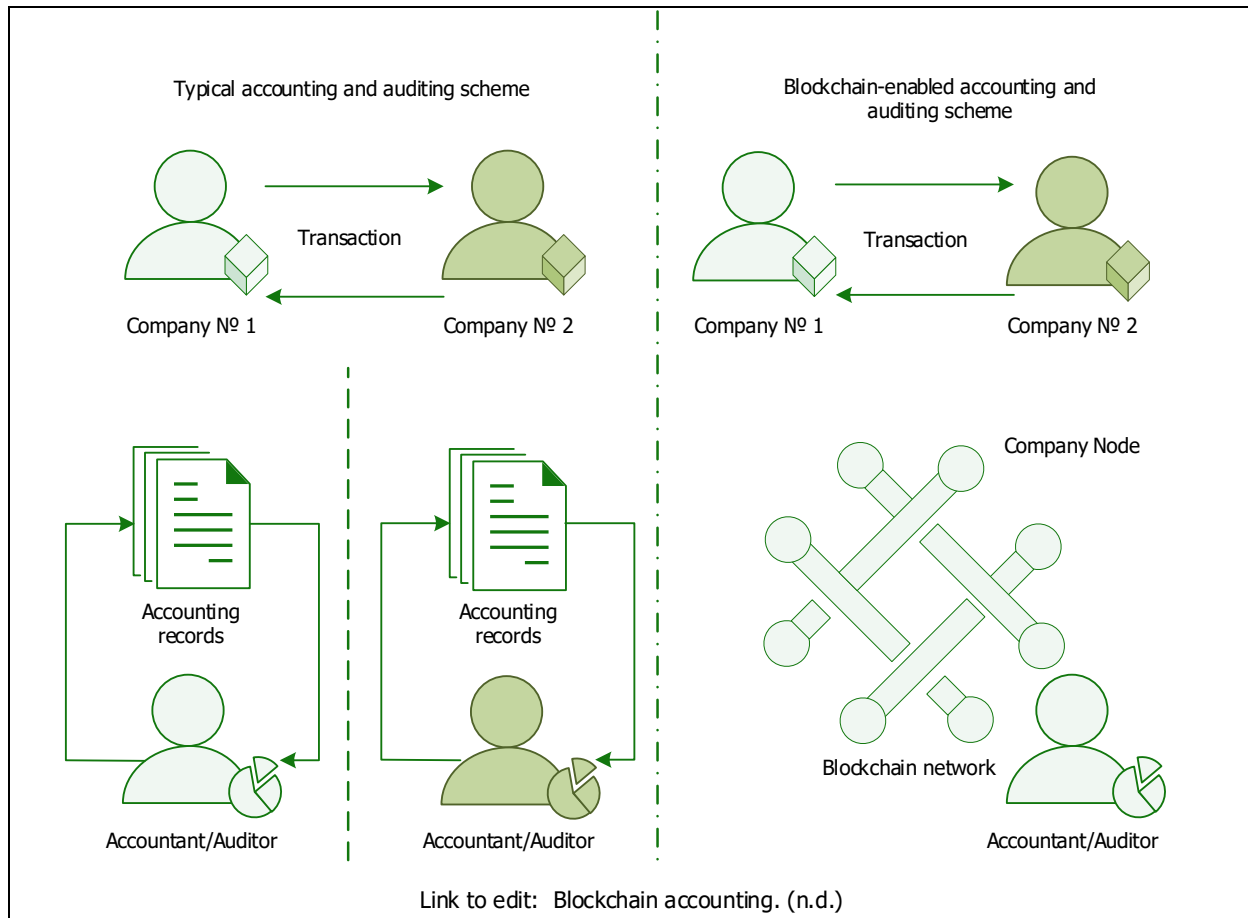 Typical accounting and auditing scheme
Blockchain-enabled accounting and
auditing scheme
Transaction
Company № 1
Company № 2
Transaction
Company № 1
Company № 2
Accounting
records
Accountant/Auditor
Accounting
records
Accountant/Auditor
Company Node
Blockchain network
Accountant/Auditor
Link to edit: Blockchain accounting. (n.d.)